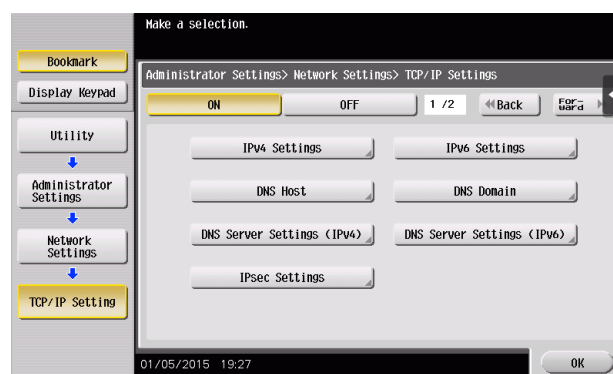 Make a selection.
Bookmark
Display Keypad
Utility
Administrator
Settings
Network
Settings
TCP/IP Setting
Administrator Settings> Network Settings> TCP/IP Settings
ON OFF 1 /2 Back For-
ward
IPv4 Settings IPv6 Settings
DNS Host DNS Domain
DNS Server Settings (IPv4) DNS Server Settings (IPv6)
IPsec Settings
01/05/2015 19:27 OK